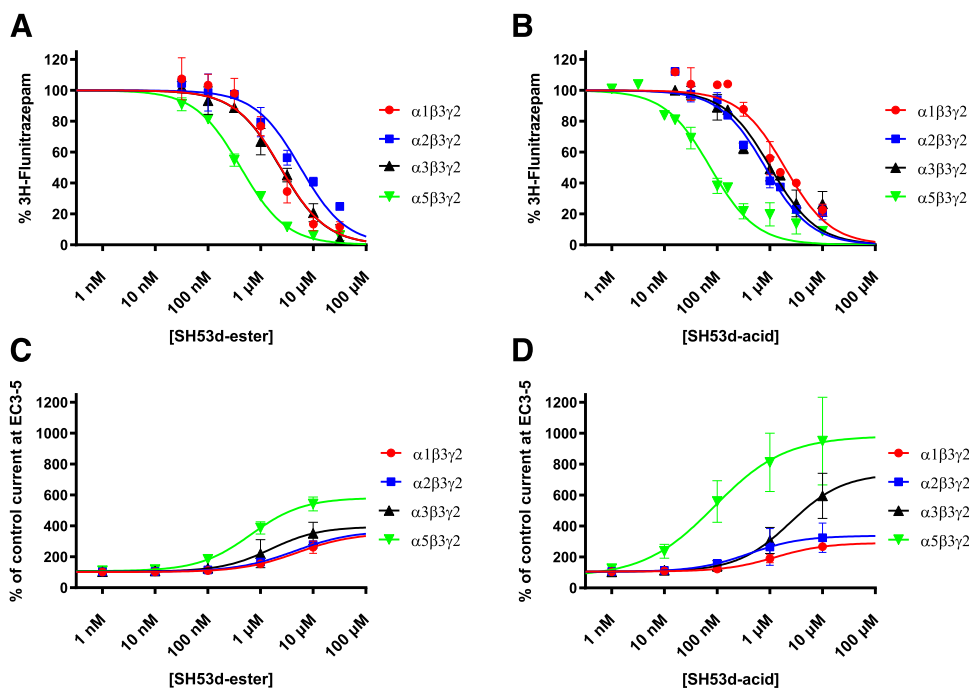 A
% 3H-Flunitrazepam
120
100
80
60
40
20
0
1 nM
10 nM
100 nM
1 µM
10 µM
100 µM
[SH53d-ester]
α1β3γ2
α2β3γ2
α3β3γ2
α5β3γ2
B
% 3H-Flunitrazepam
120
100
80
60
40
20
0
1 nM
10 nM
100 nM
1 µM
10 µM
100 µM
[SH53d-acid]
α1β3γ2
α2β3γ2
α3β3γ2
α5β3γ2
C
% of control current at EC3-5
1200
1000
800
600
400
200
0
1 nM
10 nM
100 nM
1 µM
10 µM
100 µM
[SH53d-ester]
α1β3γ2
α2β3γ2
α3β3γ2
α5β3γ2
D
% of control current at EC3-5
1200
1000
800
600
400
200
0
1 nM
10 nM
100 nM
1 µM
10 µM
100 µM
[SH53d-acid]
α1β3γ2
α2β3γ2
α3β3γ2
α5β3γ2